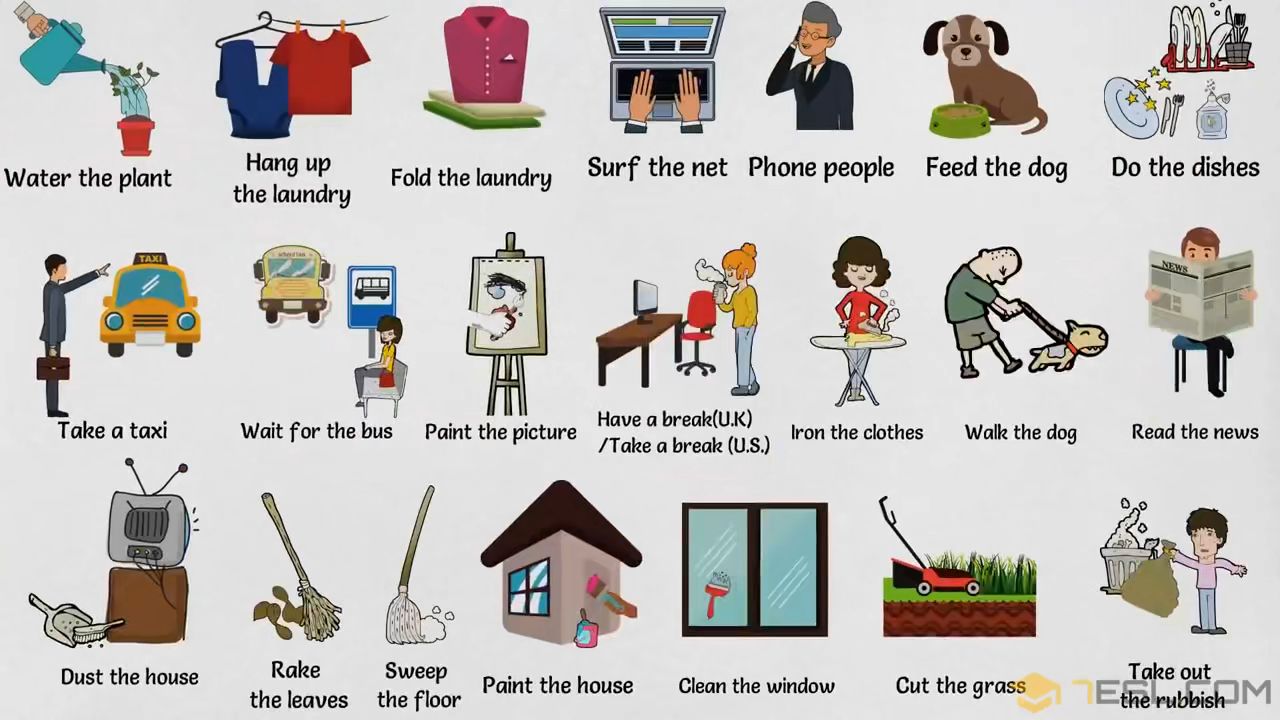 Water the plant
Hang up
the laundry
Fold the laundry
Surf the net
Phone people
Feed the dog
Do the dishes
TAXI
Take a taxi
school taxi
Wait for the bus
Paint the picture
Have a break(U.K)
/Take a break (U.S.)
Iron the clothes
Walk the dog
NEWS
Read the news
Dust the house
Rake
the leaves
Sweep
the floor
Paint the house
Clean the window
Cut the grass
Take out
the rubbish
7ESL.COM